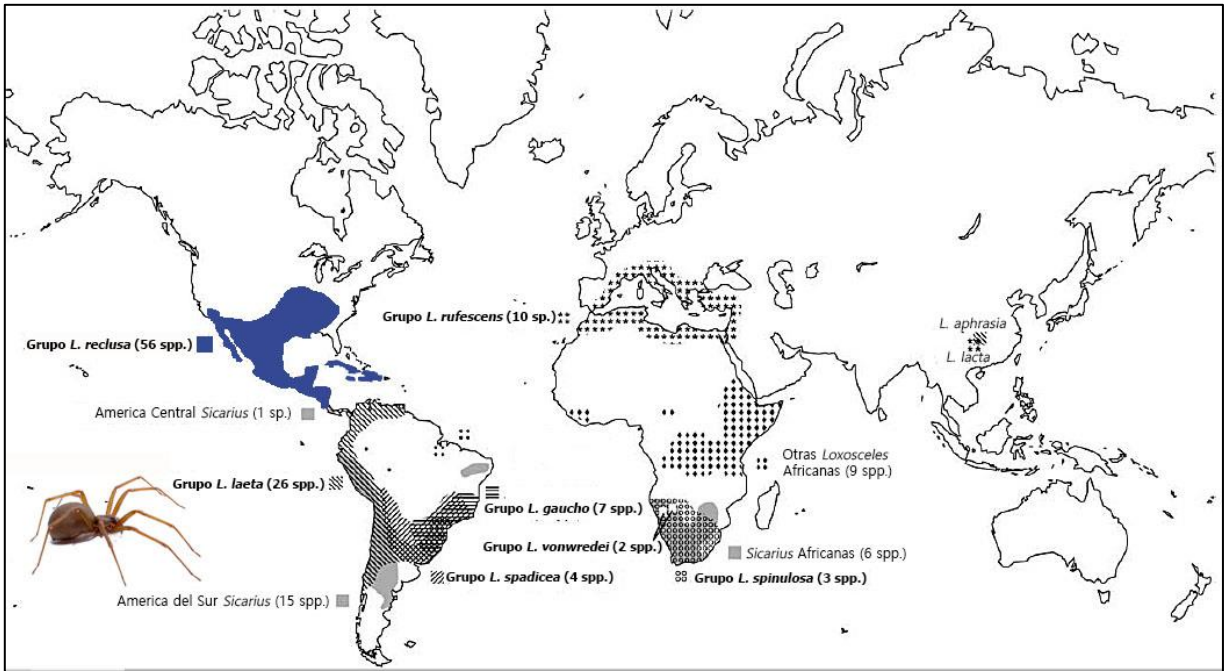 Grupo L. rufescens (10 sp.)
L. aphrasia
L. lacta
Grupo L. reclusa (56 spp.)
America Central Sicarius (1 sp.)
Otras Loxosceles
Africanas (9 spp.)
Grupo L. laeta (26 spp.)
Grupo L. gaucho (7 spp.)
Grupo L. vonwredei (2 spp.)
Sicarius Africanas (6 spp.)
Grupo L. spadicea (4 spp.)
Grupo L. spinulosa (3 spp.)
America del Sur Sicarius (15 spp.)